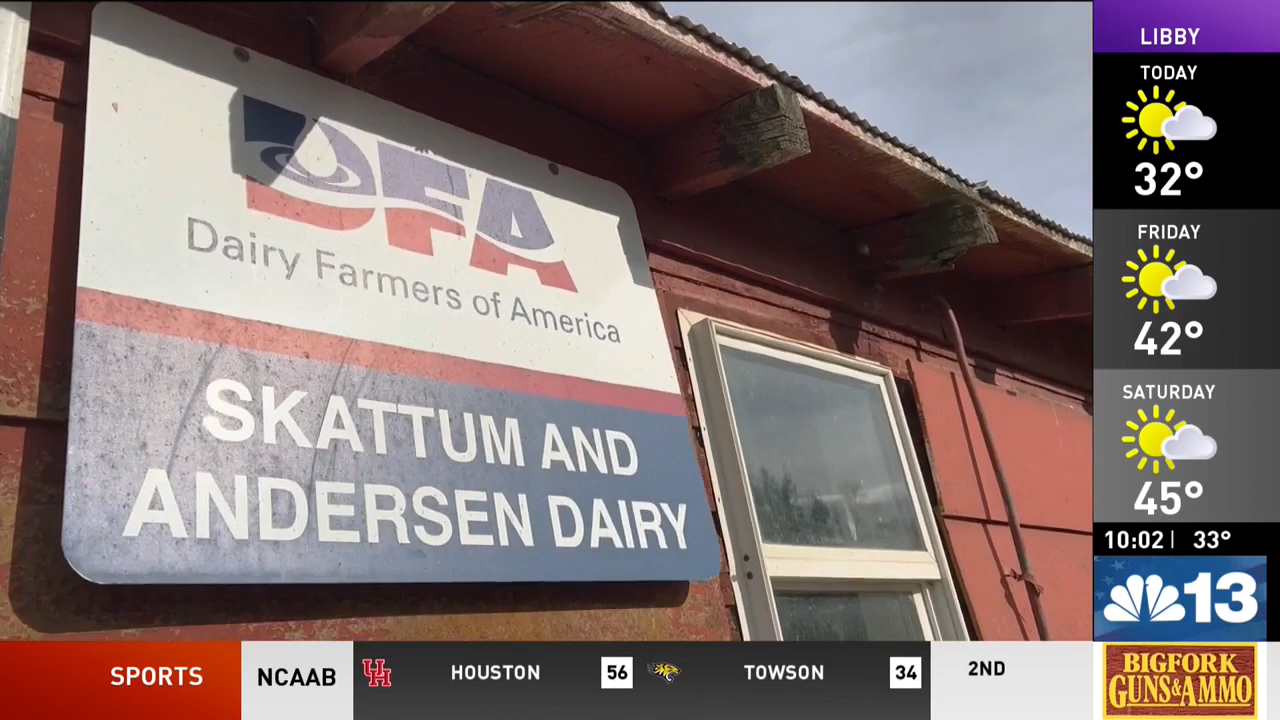 DFA
Dairy Farmers of America
SKATTUM AND
ANDERSEN DAIRY
LIBBY
TODAY
32°
FRIDAY
42°
SATURDAY
45°
10:02 | 33°
13
BIGFORK
GUNS & AMMO
SPORTS
NCAAB
UH
HOUSTON
56
TOWSON
34
2ND